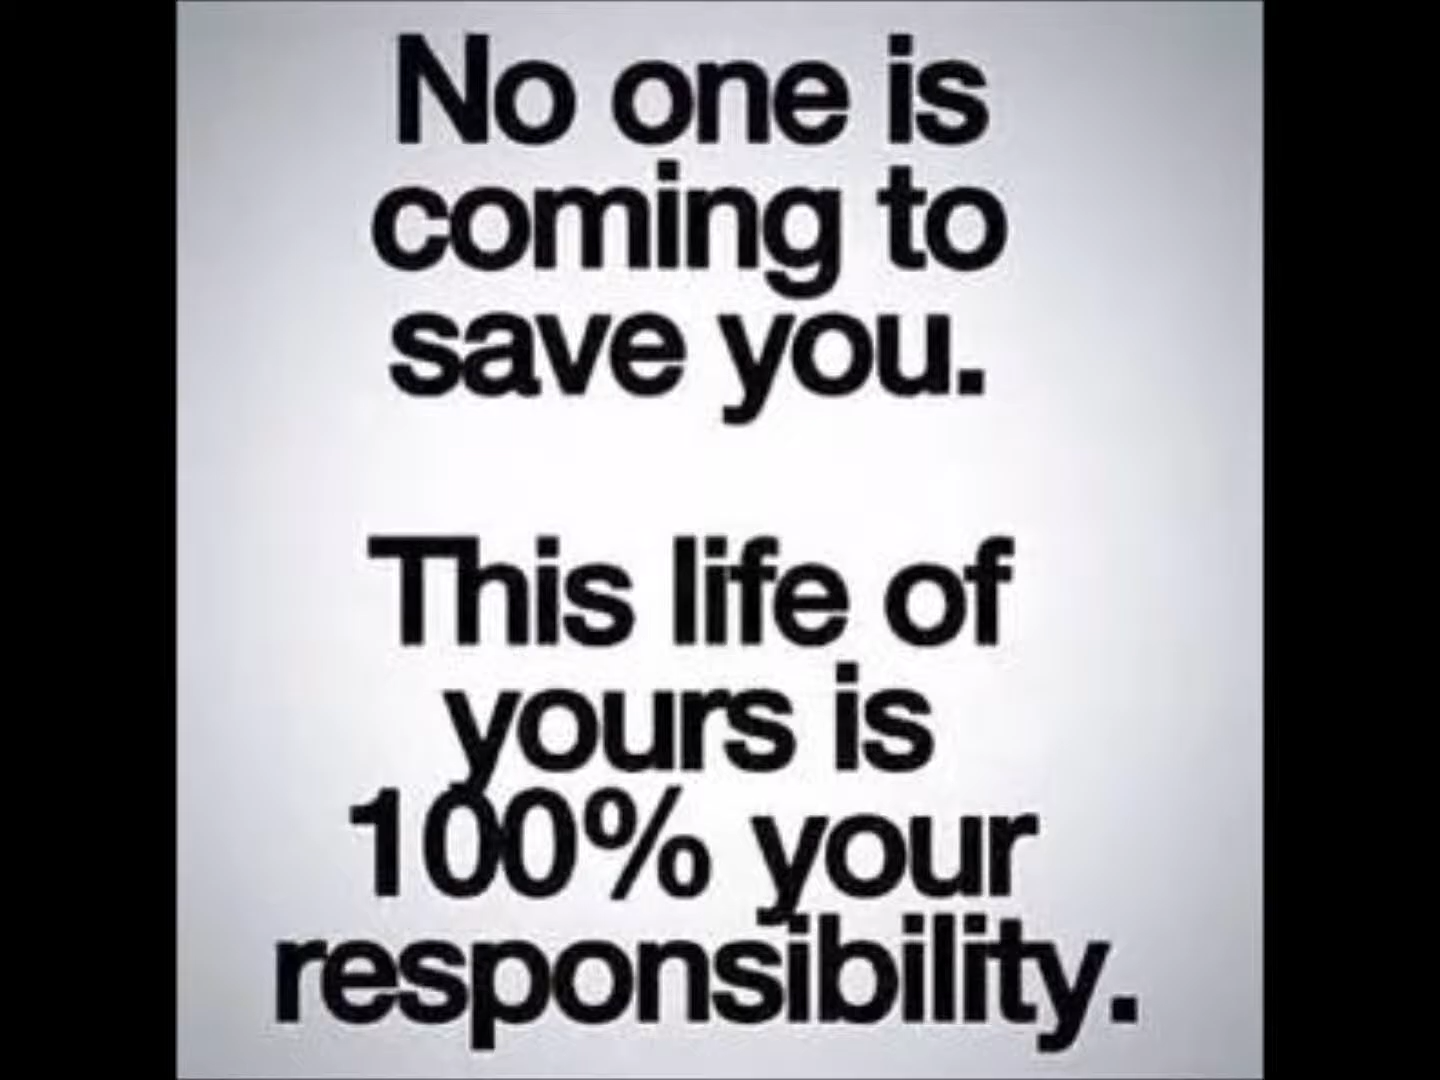 No one is
coming to
save you.
This life of
yours is
100% your
responsibility.